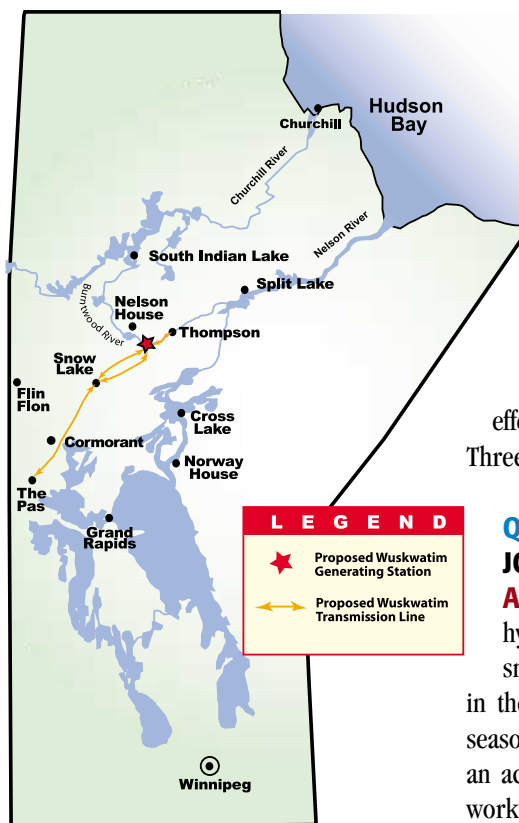 Hudson
Bay
Churchill
Churchill River
Nelson River
South Indian Lake
Split Lake
Burntwood River
Nelson
House
Thompson
Snow
Lake
Flin
Flon
Cross
Lake
Cormorant
Norway
House
The
Pas
Grand
Rapids
Winnipeg
LEGEND
Proposed Wuskwatim
Generating Station
Proposed Wuskwatim
Transmission Line
effe
Three
Q
JO
A
hy
sn
in the
seaso
an ac
work